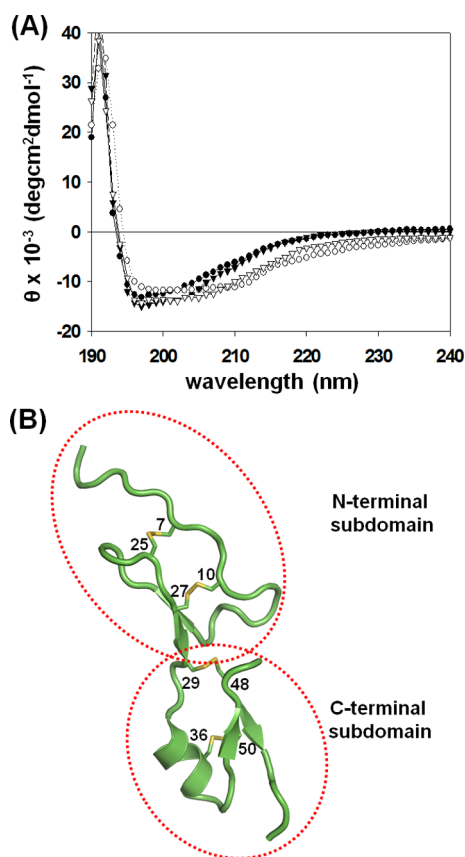 (A)
40
30
20
10
0
-10
-20
θ x 10⁻³ (degcm²dmol⁻¹)
190 200 210 220 230 240
wavelength (nm)
(B)
N-terminal
subdomain
7
25
10
27
29
48
C-terminal
subdomain
36
50